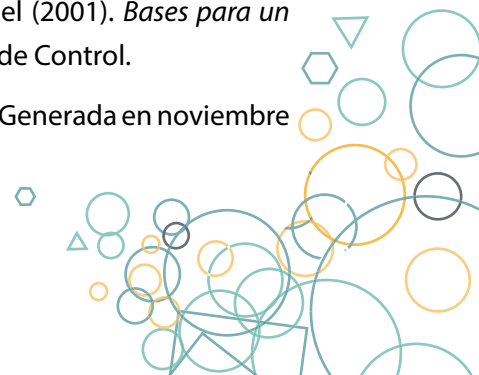 el (2001). Bases para un
de Control.
Generada en noviembre